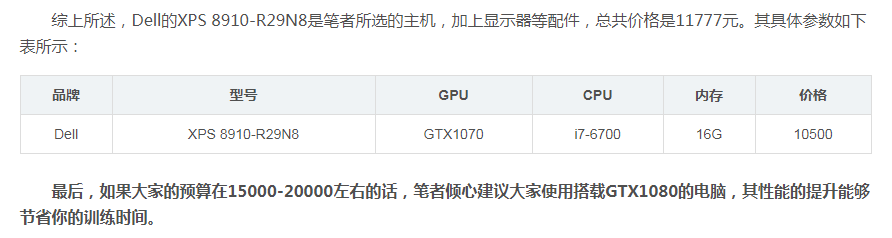 综上所述，Dell的XPS 8910-R29N8是笔者所选的主机，加上显示器等配件，总共价格是11777元。其具体参数如下
表所示：
品牌 型号 GPU CPU 内存 价格
Dell XPS 8910-R29N8 GTX1070 i7-6700 16G 10500
最后，如果大家的预算在15000-20000左右的话，笔者倾心建议大家使用搭载GTX1080的电脑，其性能的提升能够
节省你的训练时间。